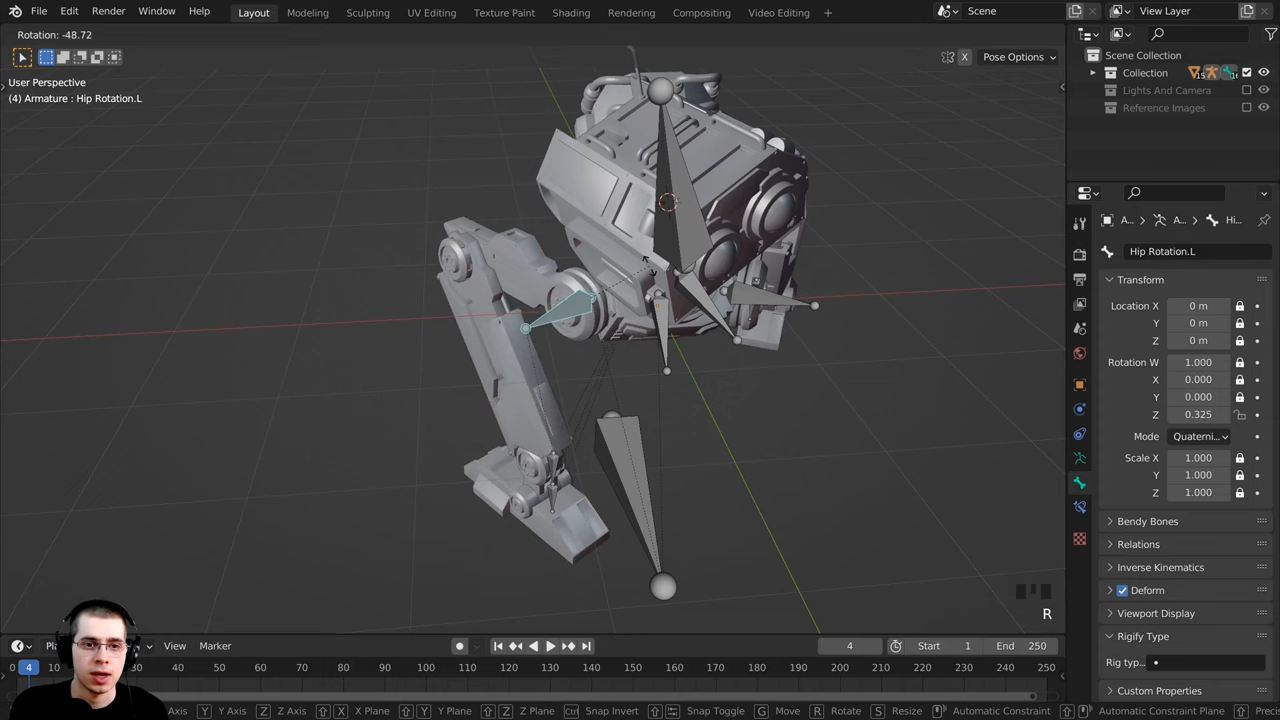 File Edit Render Window Help Layout Modeling Sculpting UV Editing Texture Paint Shading Rendering Compositing Video Editing + Scene View Layer
Rotation: -48.72
X Pose Options
User Perspective
(4) Armature : Hip Rotation.L
Scene Collection
Collection
Lights And Camera
Reference Images
A... A... Hi...
Hip Rotation.L
Transform
Location X 0 m
Y 0 m
Z 0 m
Rotation W 1.000
X 0.000
Y 0.000
Z 0.325
Mode Quaterni...
Scale X 1.000
Y 1.000
Z 1.000
Bendy Bones
Relations
Inverse Kinematics
Deform
Viewport Display
Rigify Type
Rig typ...
Custom Properties
R
View Marker 4 Start 1 End 250
0 4 10 40 50 60 70 80 90 100 110 120 130 140 150 160 170 180 190 200 210 220 230 240 250
Axis Y Y Axis Z Z Axis X X Plane Y Y Plane Z Z Plane Ctrl Snap Invert Snap Toggle G Move R Rotate S Resize Automatic Constraint Automatic Constraint Preci